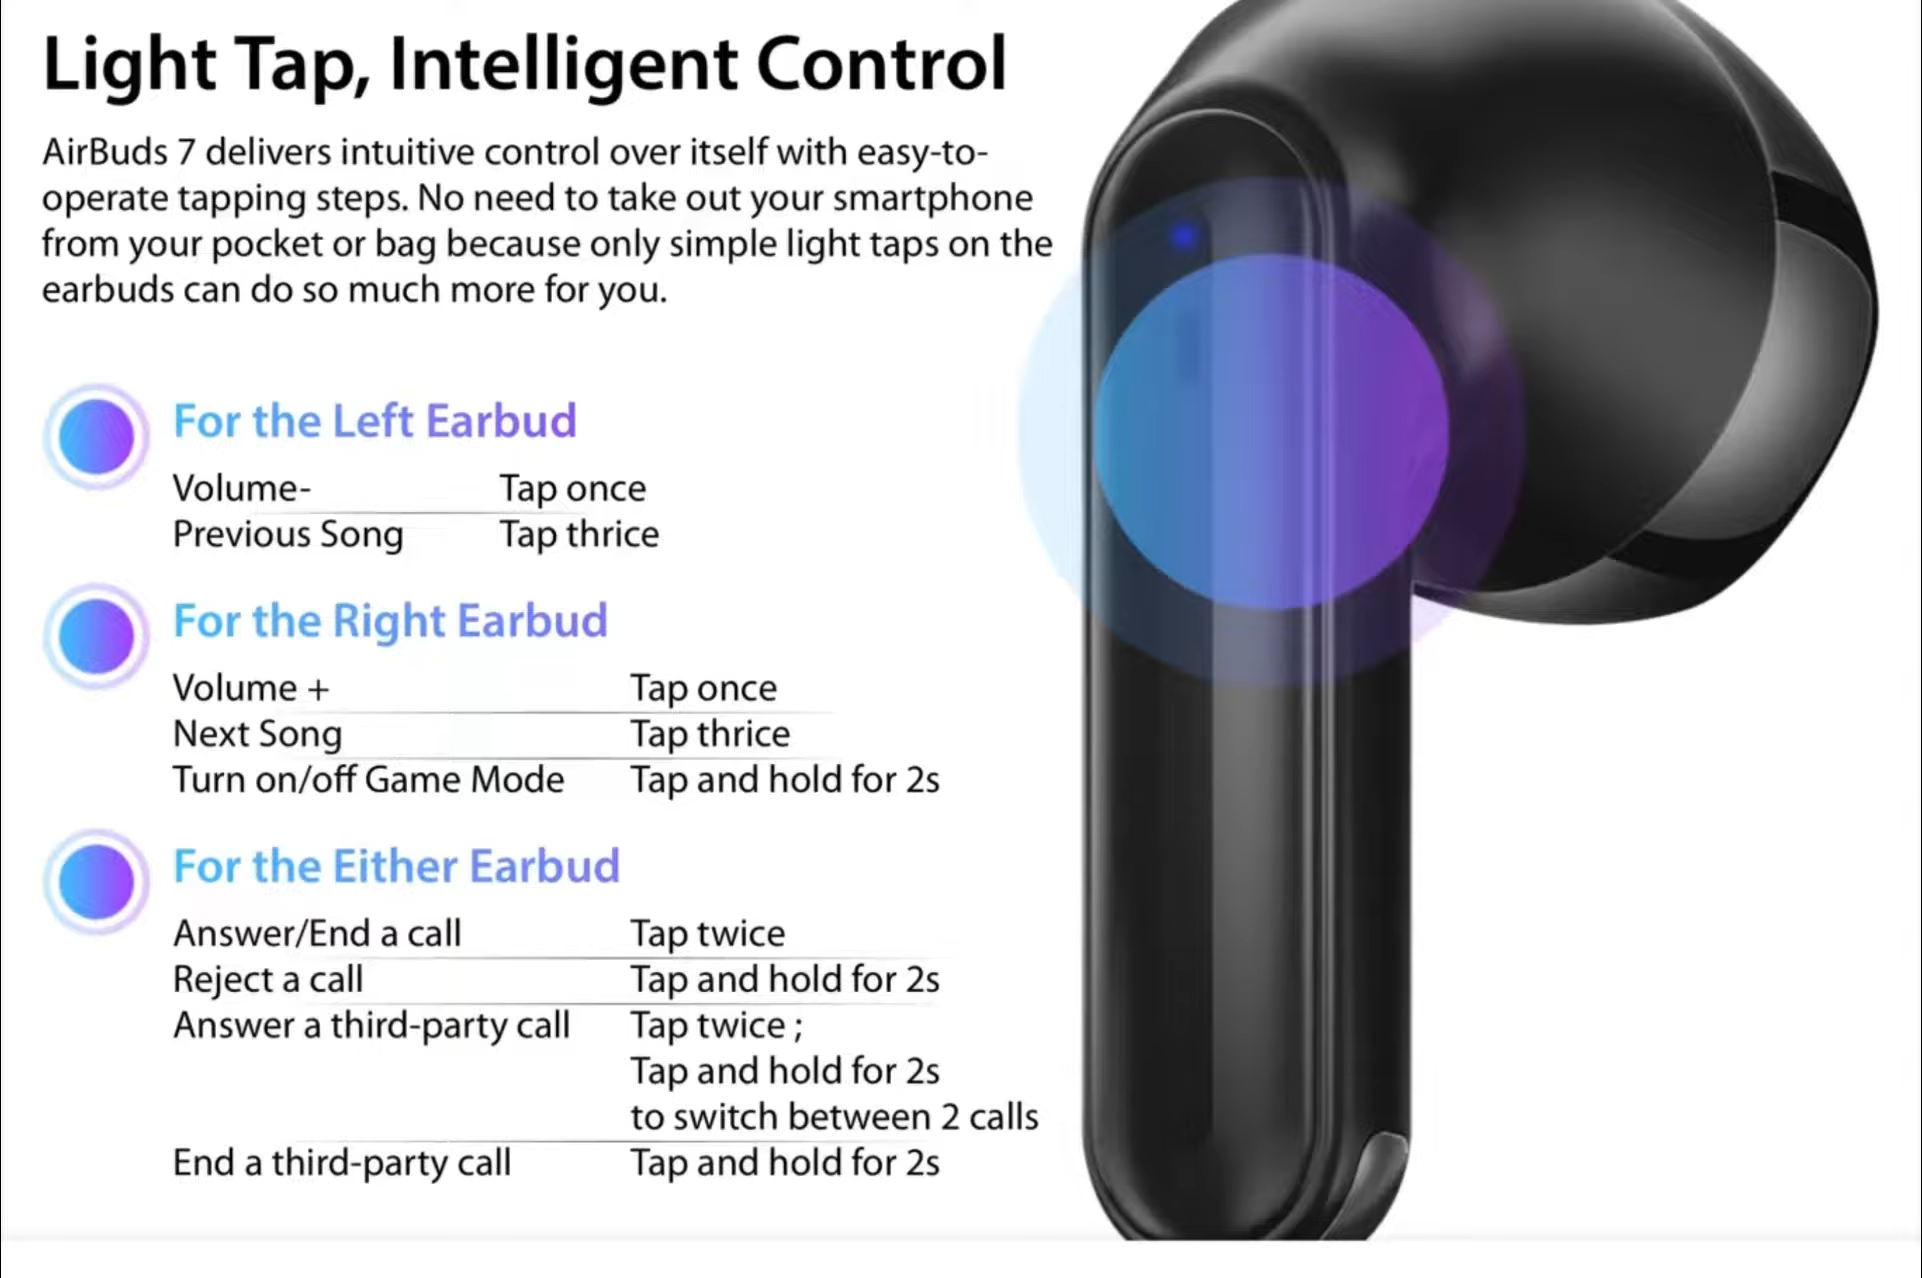 Light Tap, Intelligent Control
AirBuds 7 delivers intuitive control over itself with easy-to-
operate tapping steps. No need to take out your smartphone
from your pocket or bag because only simple light taps on the
earbuds can do so much more for you.
For the Left Earbud
Volume- Tap once
Previous Song Tap thrice
For the Right Earbud
Volume + Tap once
Next Song Tap thrice
Turn on/off Game Mode Tap and hold for 2s
For the Either Earbud
Answer/End a call Tap twice
Reject a call Tap and hold for 2s
Answer a third-party call Tap twice ;
Tap and hold for 2s
to switch between 2 calls
End a third-party call Tap and hold for 2s